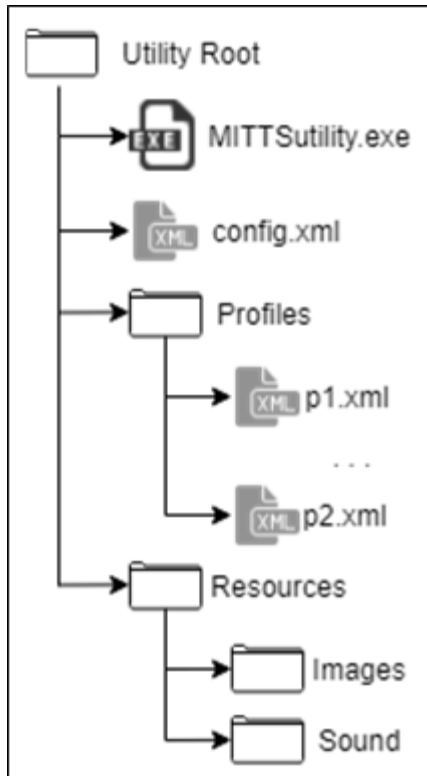 Utility Root
EXE
MITTSutility.exe
XML
config.xml
Profiles
XML
p1.xml
. . .
XML
p2.xml
Resources
Images
Sound